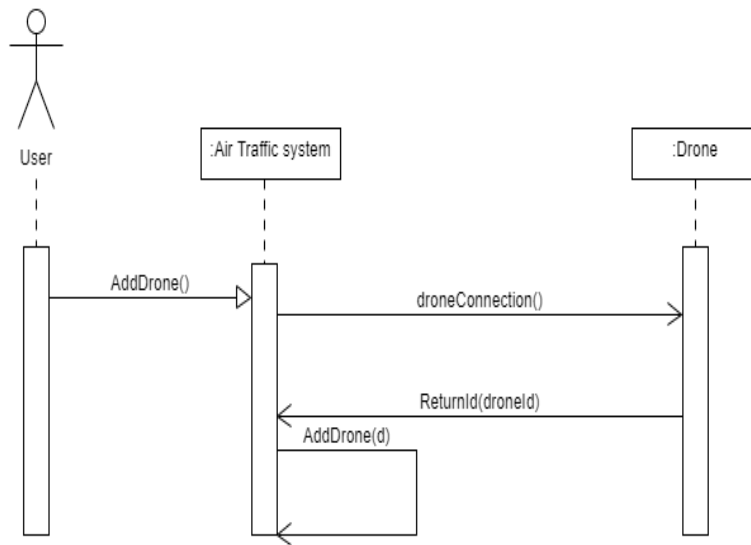 User
:Air Traffic system
:Drone
AddDrone()
droneConnection()
ReturnId(droneId)
AddDrone(d)